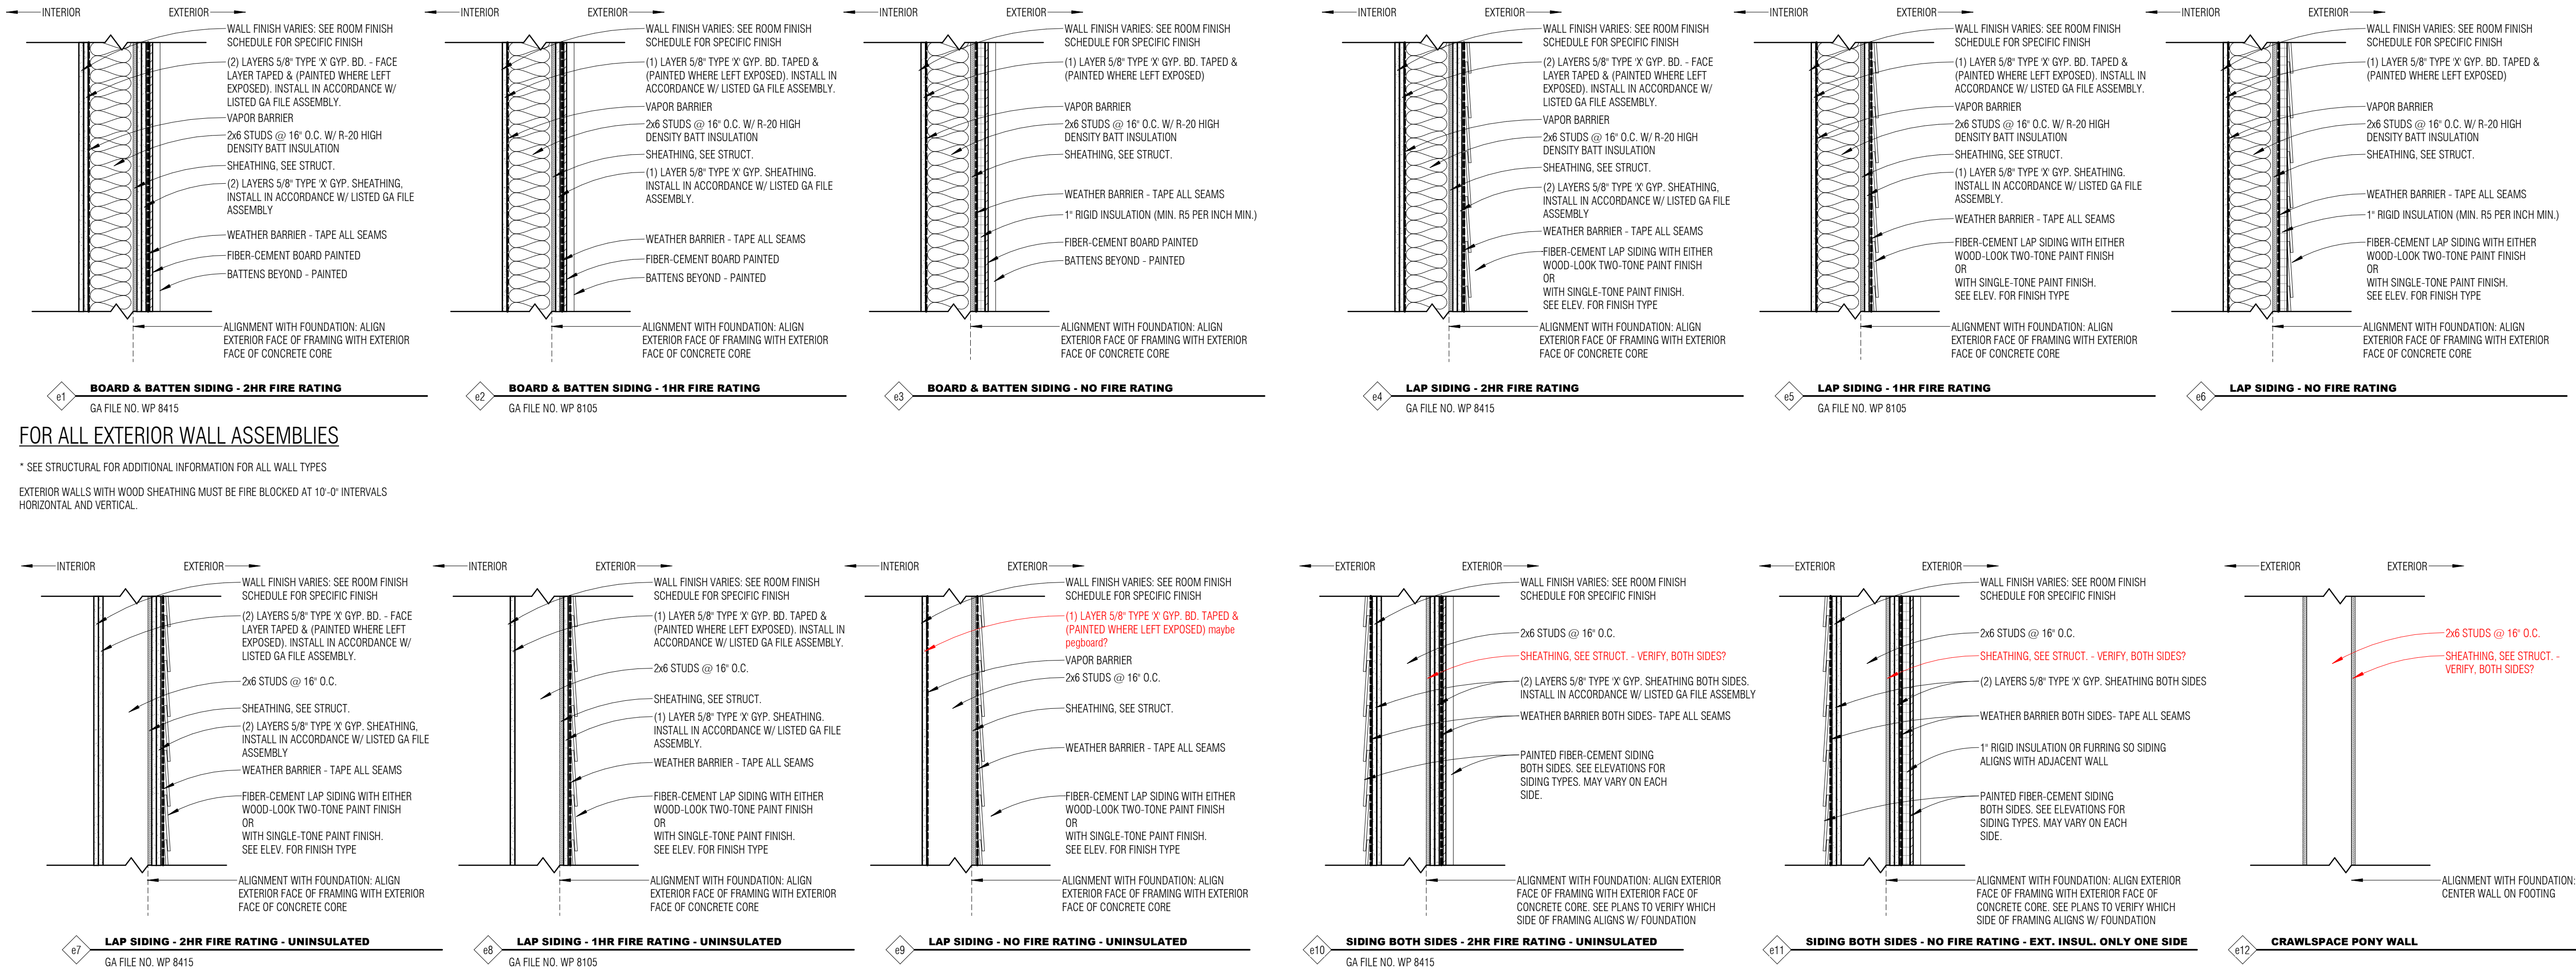 INTERIOR EXTERIOR
WALL FINISH VARIES: SEE ROOM FINISH
SCHEDULE FOR SPECIFIC FINISH
(2) LAYERS 5/8" TYPE 'X' GYP. BD. - FACE
LAYER TAPED & (PAINTED WHERE LEFT
EXPOSED). INSTALL IN ACCORDANCE W/
LISTED GA FILE ASSEMBLY.
VAPOR BARRIER
2x6 STUDS @ 16" O.C. W/ R-20 HIGH
DENSITY BATT INSULATION
SHEATHING, SEE STRUCT.
(2) LAYERS 5/8" TYPE 'X' GYP. SHEATHING,
INSTALL IN ACCORDANCE W/ LISTED GA FILE
ASSEMBLY
WEATHER BARRIER - TAPE ALL SEAMS
FIBER-CEMENT BOARD PAINTED
BATTENS BEYOND - PAINTED
ALIGNMENT WITH FOUNDATION: ALIGN
EXTERIOR FACE OF FRAMING WITH EXTERIOR
FACE OF CONCRETE CORE
e1
BOARD & BATTEN SIDING - 2HR FIRE RATING
GA FILE NO. WP 8415
INTERIOR EXTERIOR
WALL FINISH VARIES: SEE ROOM FINISH
SCHEDULE FOR SPECIFIC FINISH
(1) LAYER 5/8" TYPE 'X' GYP. BD. TAPED &
(PAINTED WHERE LEFT EXPOSED). INSTALL IN
ACCORDANCE W/ LISTED GA FILE ASSEMBLY.
VAPOR BARRIER
2x6 STUDS @ 16" O.C. W/ R-20 HIGH
DENSITY BATT INSULATION
SHEATHING, SEE STRUCT.
(1) LAYER 5/8" TYPE 'X' GYP. SHEATHING.
INSTALL IN ACCORDANCE W/ LISTED GA FILE
ASSEMBLY.
WEATHER BARRIER - TAPE ALL SEAMS
FIBER-CEMENT BOARD PAINTED
BATTENS BEYOND - PAINTED
ALIGNMENT WITH FOUNDATION: ALIGN
EXTERIOR FACE OF FRAMING WITH EXTERIOR
FACE OF CONCRETE CORE
e2
BOARD & BATTEN SIDING - 1HR FIRE RATING
GA FILE NO. WP 8105
INTERIOR EXTERIOR
WALL FINISH VARIES: SEE ROOM FINISH
SCHEDULE FOR SPECIFIC FINISH
(1) LAYER 5/8" TYPE 'X' GYP. BD. TAPED &
(PAINTED WHERE LEFT EXPOSED)
VAPOR BARRIER
2x6 STUDS @ 16" O.C. W/ R-20 HIGH
DENSITY BATT INSULATION
SHEATHING, SEE STRUCT.
WEATHER BARRIER - TAPE ALL SEAMS
1" RIGID INSULATION (MIN. R5 PER INCH MIN.)
FIBER-CEMENT BOARD PAINTED
BATTENS BEYOND - PAINTED
ALIGNMENT WITH FOUNDATION: ALIGN
EXTERIOR FACE OF FRAMING WITH EXTERIOR
FACE OF CONCRETE CORE
e3
BOARD & BATTEN SIDING - NO FIRE RATING
INTERIOR EXTERIOR
WALL FINISH VARIES: SEE ROOM FINISH
SCHEDULE FOR SPECIFIC FINISH
(2) LAYERS 5/8" TYPE 'X' GYP. BD. - FACE
LAYER TAPED & (PAINTED WHERE LEFT
EXPOSED). INSTALL IN ACCORDANCE W/
LISTED GA FILE ASSEMBLY.
VAPOR BARRIER
2x6 STUDS @ 16" O.C. W/ R-20 HIGH
DENSITY BATT INSULATION
SHEATHING, SEE STRUCT.
(2) LAYERS 5/8" TYPE 'X' GYP. SHEATHING,
INSTALL IN ACCORDANCE W/ LISTED GA FILE
ASSEMBLY
WEATHER BARRIER - TAPE ALL SEAMS
FIBER-CEMENT LAP SIDING WITH EITHER
WOOD-LOOK TWO-TONE PAINT FINISH
OR
WITH SINGLE-TONE PAINT FINISH.
SEE ELEV. FOR FINISH TYPE
ALIGNMENT WITH FOUNDATION: ALIGN
EXTERIOR FACE OF FRAMING WITH EXTERIOR
FACE OF CONCRETE CORE
e4
LAP SIDING - 2HR FIRE RATING
GA FILE NO. WP 8415
INTERIOR EXTERIOR
WALL FINISH VARIES: SEE ROOM FINISH
SCHEDULE FOR SPECIFIC FINISH
(1) LAYER 5/8" TYPE 'X' GYP. BD. TAPED &
(PAINTED WHERE LEFT EXPOSED). INSTALL IN
ACCORDANCE W/ LISTED GA FILE ASSEMBLY.
VAPOR BARRIER
2x6 STUDS @ 16" O.C. W/ R-20 HIGH
DENSITY BATT INSULATION
SHEATHING, SEE STRUCT.
(1) LAYER 5/8" TYPE 'X' GYP. SHEATHING.
INSTALL IN ACCORDANCE W/ LISTED GA FILE
ASSEMBLY.
WEATHER BARRIER - TAPE ALL SEAMS
FIBER-CEMENT LAP SIDING WITH EITHER
WOOD-LOOK TWO-TONE PAINT FINISH
OR
WITH SINGLE-TONE PAINT FINISH.
SEE ELEV. FOR FINISH TYPE
ALIGNMENT WITH FOUNDATION: ALIGN
EXTERIOR FACE OF FRAMING WITH EXTERIOR
FACE OF CONCRETE CORE
e5
LAP SIDING - 1HR FIRE RATING
GA FILE NO. WP 8105
INTERIOR EXTERIOR
WALL FINISH VARIES: SEE ROOM FINISH
SCHEDULE FOR SPECIFIC FINISH
(1) LAYER 5/8" TYPE 'X' GYP. BD. TAPED &
(PAINTED WHERE LEFT EXPOSED)
VAPOR BARRIER
2x6 STUDS @ 16" O.C. W/ R-20 HIGH
DENSITY BATT INSULATION
SHEATHING, SEE STRUCT.
WEATHER BARRIER - TAPE ALL SEAMS
1" RIGID INSULATION (MIN. R5 PER INCH MIN.)
FIBER-CEMENT LAP SIDING WITH EITHER
WOOD-LOOK TWO-TONE PAINT FINISH
OR
WITH SINGLE-TONE PAINT FINISH.
SEE ELEV. FOR FINISH TYPE
ALIGNMENT WITH FOUNDATION: ALIGN
EXTERIOR FACE OF FRAMING WITH EXTERIOR
FACE OF CONCRETE CORE
e6
LAP SIDING - NO FIRE RATING
FOR ALL EXTERIOR WALL ASSEMBLIES
* SEE STRUCTURAL FOR ADDITIONAL INFORMATION FOR ALL WALL TYPES
EXTERIOR WALLS WITH WOOD SHEATHING MUST BE FIRE BLOCKED AT 10'-0" INTERVALS
HORIZONTAL AND VERTICAL.
INTERIOR EXTERIOR
WALL FINISH VARIES: SEE ROOM FINISH
SCHEDULE FOR SPECIFIC FINISH
(2) LAYERS 5/8" TYPE 'X' GYP. BD. - FACE
LAYER TAPED & (PAINTED WHERE LEFT
EXPOSED). INSTALL IN ACCORDANCE W/
LISTED GA FILE ASSEMBLY.
2x6 STUDS @ 16" O.C.
SHEATHING, SEE STRUCT.
(2) LAYERS 5/8" TYPE 'X' GYP. SHEATHING,
INSTALL IN ACCORDANCE W/ LISTED GA FILE
ASSEMBLY
WEATHER BARRIER - TAPE ALL SEAMS
FIBER-CEMENT LAP SIDING WITH EITHER
WOOD-LOOK TWO-TONE PAINT FINISH
OR
WITH SINGLE-TONE PAINT FINISH.
SEE ELEV. FOR FINISH TYPE
ALIGNMENT WITH FOUNDATION: ALIGN
EXTERIOR FACE OF FRAMING WITH EXTERIOR
FACE OF CONCRETE CORE
e7
LAP SIDING - 2HR FIRE RATING - UNINSULATED
GA FILE NO. WP 8415
INTERIOR EXTERIOR
WALL FINISH VARIES: SEE ROOM FINISH
SCHEDULE FOR SPECIFIC FINISH
(1) LAYER 5/8" TYPE 'X' GYP. BD. TAPED &
(PAINTED WHERE LEFT EXPOSED). INSTALL IN
ACCORDANCE W/ LISTED GA FILE ASSEMBLY.
2x6 STUDS @ 16" O.C.
SHEATHING, SEE STRUCT.
(1) LAYER 5/8" TYPE 'X' GYP. SHEATHING.
INSTALL IN ACCORDANCE W/ LISTED GA FILE
ASSEMBLY.
WEATHER BARRIER - TAPE ALL SEAMS
FIBER-CEMENT LAP SIDING WITH EITHER
WOOD-LOOK TWO-TONE PAINT FINISH
OR
WITH SINGLE-TONE PAINT FINISH.
SEE ELEV. FOR FINISH TYPE
ALIGNMENT WITH FOUNDATION: ALIGN
EXTERIOR FACE OF FRAMING WITH EXTERIOR
FACE OF CONCRETE CORE
e8
LAP SIDING - 1HR FIRE RATING - UNINSULATED
GA FILE NO. WP 8105
INTERIOR EXTERIOR
WALL FINISH VARIES: SEE ROOM FINISH
SCHEDULE FOR SPECIFIC FINISH
(1) LAYER 5/8" TYPE 'X' GYP. BD. TAPED &
(PAINTED WHERE LEFT EXPOSED) maybe
pegboard?
VAPOR BARRIER
2x6 STUDS @ 16" O.C.
SHEATHING, SEE STRUCT.
WEATHER BARRIER - TAPE ALL SEAMS
FIBER-CEMENT LAP SIDING WITH EITHER
WOOD-LOOK TWO-TONE PAINT FINISH
OR
WITH SINGLE-TONE PAINT FINISH.
SEE ELEV. FOR FINISH TYPE
ALIGNMENT WITH FOUNDATION: ALIGN
EXTERIOR FACE OF FRAMING WITH EXTERIOR
FACE OF CONCRETE CORE
e9
LAP SIDING - NO FIRE RATING - UNINSULATED
EXTERIOR EXTERIOR
WALL FINISH VARIES: SEE ROOM FINISH
SCHEDULE FOR SPECIFIC FINISH
2x6 STUDS @ 16" O.C.
SHEATHING, SEE STRUCT. - VERIFY, BOTH SIDES?
(2) LAYERS 5/8" TYPE 'X' GYP. SHEATHING BOTH SIDES.
INSTALL IN ACCORDANCE W/ LISTED GA FILE ASSEMBLY
WEATHER BARRIER BOTH SIDES- TAPE ALL SEAMS
PAINTED FIBER-CEMENT SIDING
BOTH SIDES. SEE ELEVATIONS FOR
SIDING TYPES. MAY VARY ON EACH
SIDE.
ALIGNMENT WITH FOUNDATION: ALIGN EXTERIOR
FACE OF FRAMING WITH EXTERIOR FACE OF
CONCRETE CORE. SEE PLANS TO VERIFY WHICH
SIDE OF FRAMING ALIGNS W/ FOUNDATION
e10
SIDING BOTH SIDES - 2HR FIRE RATING - UNINSULATED
GA FILE NO. WP 8415
EXTERIOR EXTERIOR
WALL FINISH VARIES: SEE ROOM FINISH
SCHEDULE FOR SPECIFIC FINISH
2x6 STUDS @ 16" O.C.
SHEATHING, SEE STRUCT. - VERIFY, BOTH SIDES?
(2) LAYERS 5/8" TYPE 'X' GYP. SHEATHING BOTH SIDES
WEATHER BARRIER BOTH SIDES- TAPE ALL SEAMS
1" RIGID INSULATION OR FURRING SO SIDING
ALIGNS WITH ADJACENT WALL
PAINTED FIBER-CEMENT SIDING
BOTH SIDES. SEE ELEVATIONS FOR
SIDING TYPES. MAY VARY ON EACH
SIDE.
ALIGNMENT WITH FOUNDATION: ALIGN EXTERIOR
FACE OF FRAMING WITH EXTERIOR FACE OF
CONCRETE CORE. SEE PLANS TO VERIFY WHICH
SIDE OF FRAMING ALIGNS W/ FOUNDATION
e11
SIDING BOTH SIDES - NO FIRE RATING - EXT. INSUL. ONLY ONE SIDE
EXTERIOR EXTERIOR
2x6 STUDS @ 16" O.C.
SHEATHING, SEE STRUCT. -
VERIFY, BOTH SIDES?
ALIGNMENT WITH FOUNDATION:
CENTER WALL ON FOOTING
e12
CRAWLSPACE PONY WALL